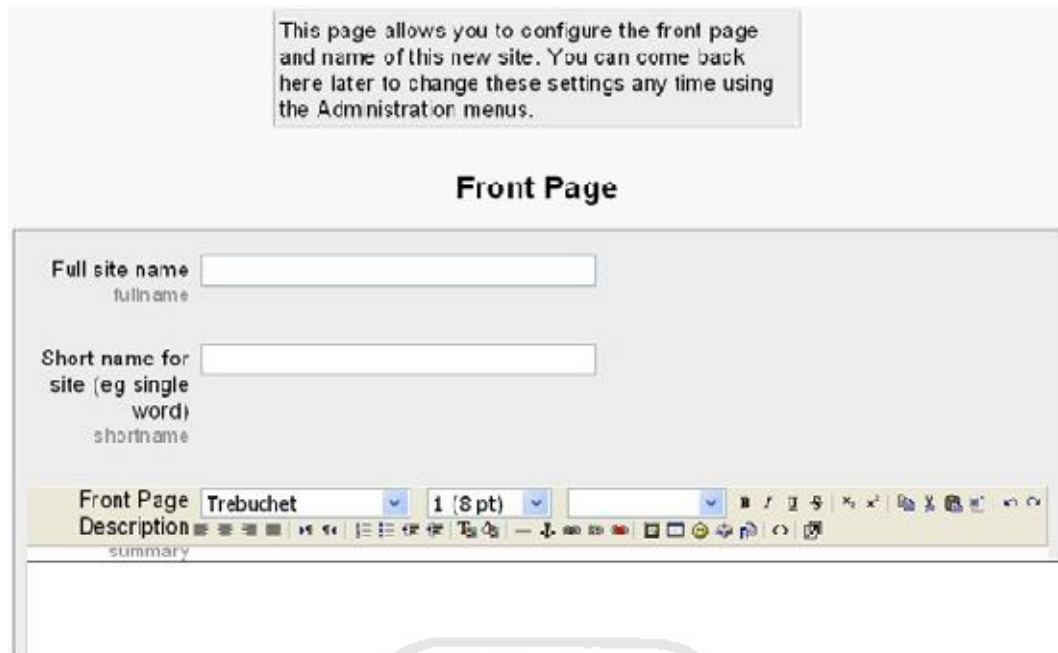 This page allows you to configure the front page
and name of this new site. You can come back
here later to change these settings any time using
the Administration menus.
Front Page
Full site name
fullname
Short name for
site (eg single
word)
shortname
Front Page
Description
Trebuchet
1 (8 pt)
summary